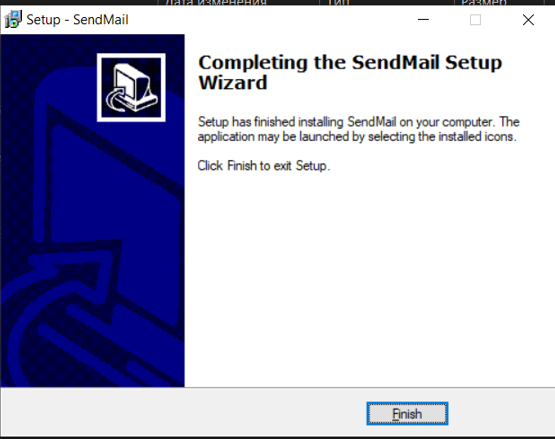 Дата изменения Тип Размер
Setup - SendMail
Completing the SendMail Setup
Wizard
Setup has finished installing SendMail on your computer. The
application may be launched by selecting the installed icons.
Click Finish to exit Setup.
Finish